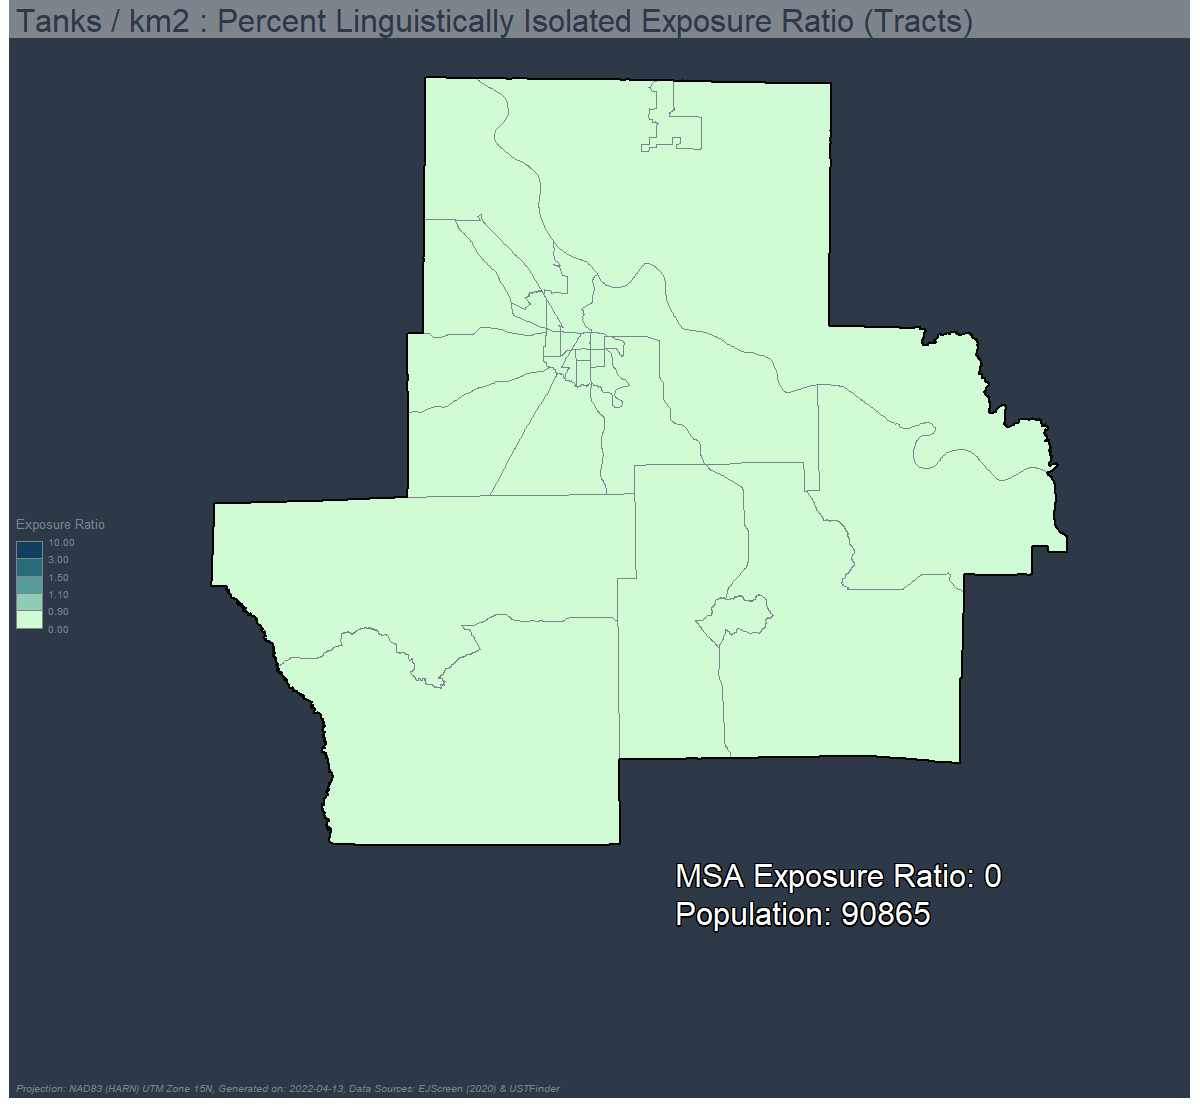 Tanks / km2 : Percent Linguistically Isolated Exposure Ratio (Tracts)
Exposure Ratio
10.00
3.00
1.50
1.10
0.90
0.00
MSA Exposure Ratio: 0
Population: 90865
Projection: NAD83 (HARN) UTM Zone 15N, Generated on: 2022-04-13, Data Sources: EJScreen (2020) & USTFinder